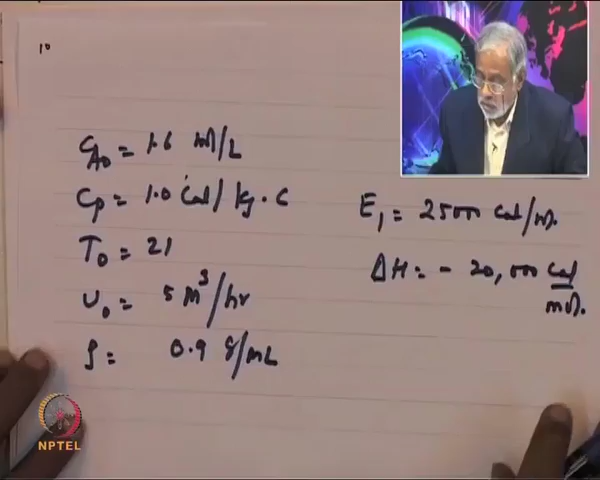 10
C_A0 = 1.6 mol/L
Cp = 1.0 Cal/kg.C
T0 = 21
υ0 = 5 m³/hr
ρ = 0.9 g/mL
E1 = 25000 Cal/mol.
ΔH = - 20,000 Cal/mol.
NPTEL